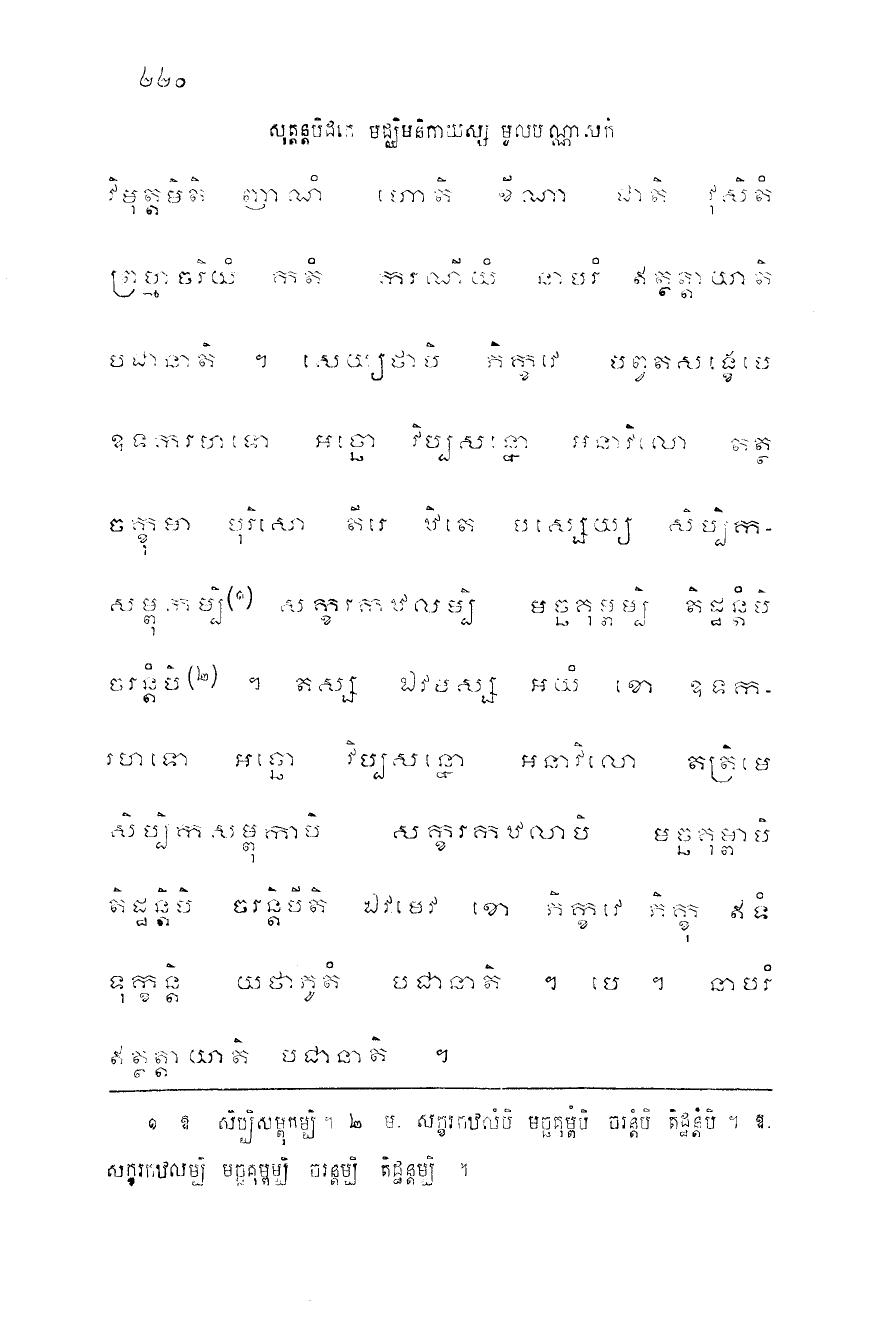 ២២០
សុត្តន្តបិដកេ មជ្ឈិមនិកាយស្ស មូលបណ្ណាសកំ
វិមុត្តមិតិ ញាណំ ហោតិ ខីណា ជាតិ វុសិតំ
ព្រហ្មចរិយំ កតំ ករណីយំ នាបរំ ឥត្ថត្តាយាតិ
បជានាតិ ។ សេយ្យថាបិ ភិក្ខវេ បព្វតសង្ខេបេ
ឧទករហទោ អច្ឆោ វិប្បសន្នោ អនាវិលោ តត្ថ
ចក្ខុមា បុរិសោ តីរេ ឋិតោ បស្សេយ្យ សិប្បិក-
សម្ពុកម្បិ(១) សក្ខរកឋលម្បិ មច្ឆគុម្ពម្បិ តិដ្ឋន្តំបិ
ចរន្តំបិ(២) ។ តស្ស ឯវមស្ស អយំ ខោ ឧទក-
រហទោ អច្ឆោ វិប្បសន្នោ អនាវិលោ តត្រិមេ
សិប្បិកសម្ពុកាបិ សក្ខរកឋលាបិ មច្ឆគុម្ពាបិ
តិដ្ឋន្តិបិ ចរន្តិបីតិ ឯវមេវ ខោ ភិក្ខវេ ភិក្ខុ ឥទំ
ទុក្ខន្តិ យថាភូតំ បជានាតិ ។ បេ ។ នាបរំ
ឥត្ថត្តាយាតិ បជានាតិ ។
១ ឱ សិប្បិសម្ពុកម្បិ ។ ២ ម. សក្ខរកឋលំបិ មច្ឆគុម្ពំបិ ចរន្តំបិ តិដ្ឋន្តំបិ ។ ឱ.
សក្ខរកឋលម្បិ មច្ឆគុម្ពម្បិ ចរន្តម្បិ តិដ្ឋន្តម្បិ ។